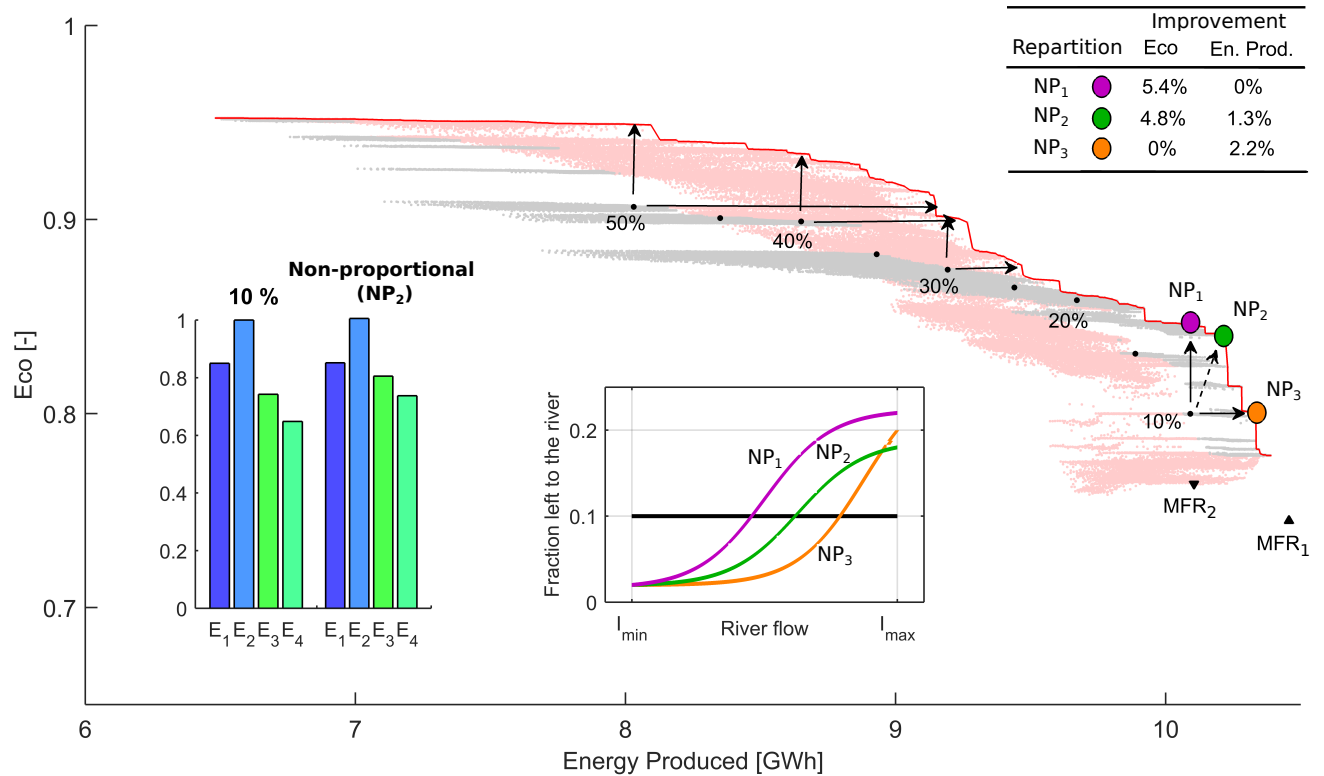 Improvement
Repartition Eco En. Prod.
NP1 5.4% 0%
NP2 4.8% 1.3%
NP3 0% 2.2%
1
0.9
0.8
0.7
Eco [-]
6 7 8 9 10
Energy Produced [GWh]
50%
40%
30%
20%
10%
NP1
NP2
NP3
MFR2
MFR1
10 %
Non-proportional
(NP2)
1
0.8
0.6
0.4
0.2
0
E1 E2 E3 E4 E1 E2 E3 E4
Fraction left to the river
0.2
0.1
0
NP1
NP2
NP3
Imin River flow Imax